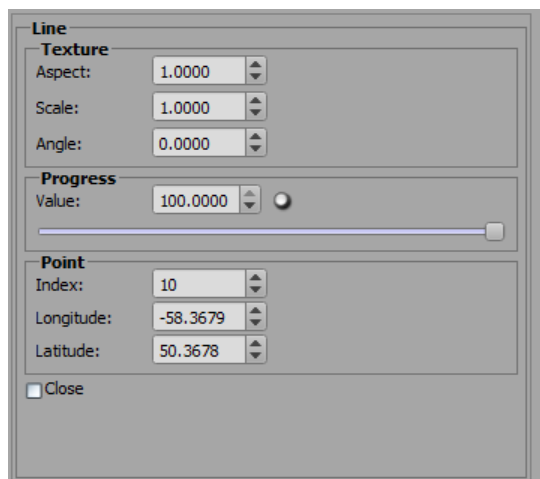 Line
Texture
Aspect: 1.0000
Scale: 1.0000
Angle: 0.0000
Progress
Value: 100.0000
Point
Index: 10
Longitude: -58.3679
Latitude: 50.3678
Close